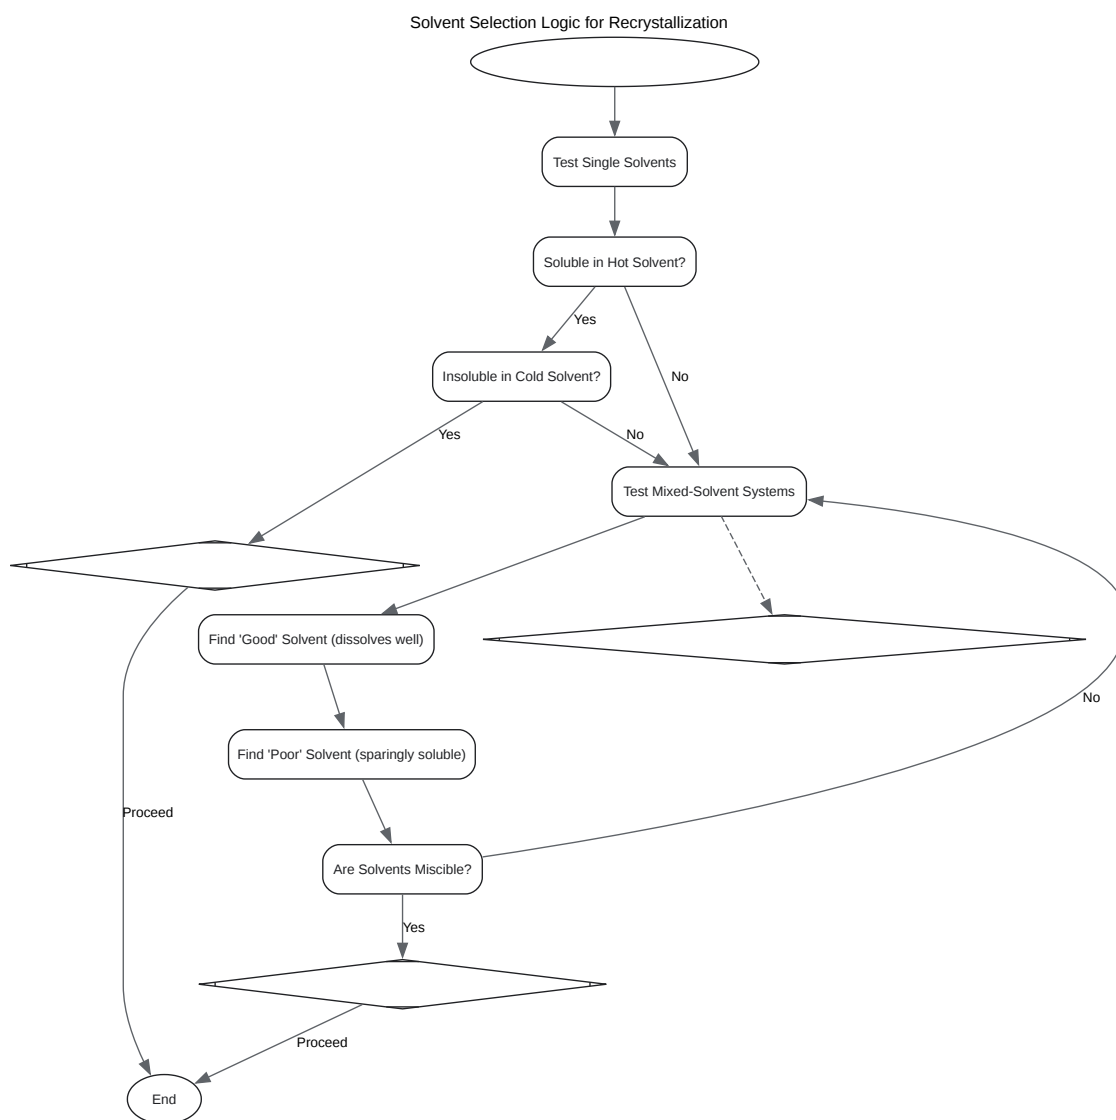 Solvent Selection Logic for Recrystallization
Test Single Solvents
Soluble in Hot Solvent?
Yes
Insoluble in Cold Solvent?
No
Yes
No
Test Mixed-Solvent Systems
Find 'Good' Solvent (dissolves well)
No
Find 'Poor' Solvent (sparingly soluble)
Proceed
Are Solvents Miscible?
Yes
Proceed
End